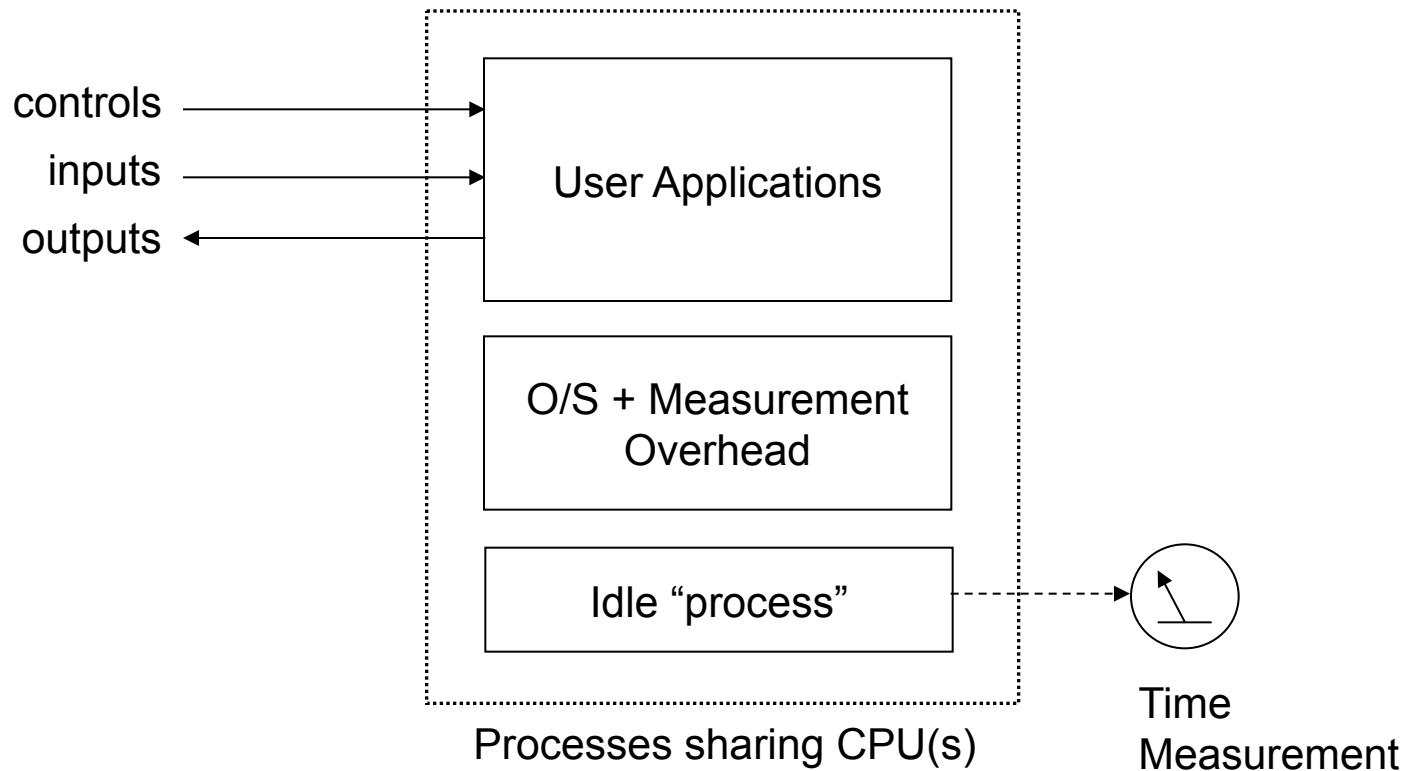 controls
inputs
outputs
User Applications
O/S + Measurement
Overhead
Idle “process”
Processes sharing CPU(s)
Time
Measurement